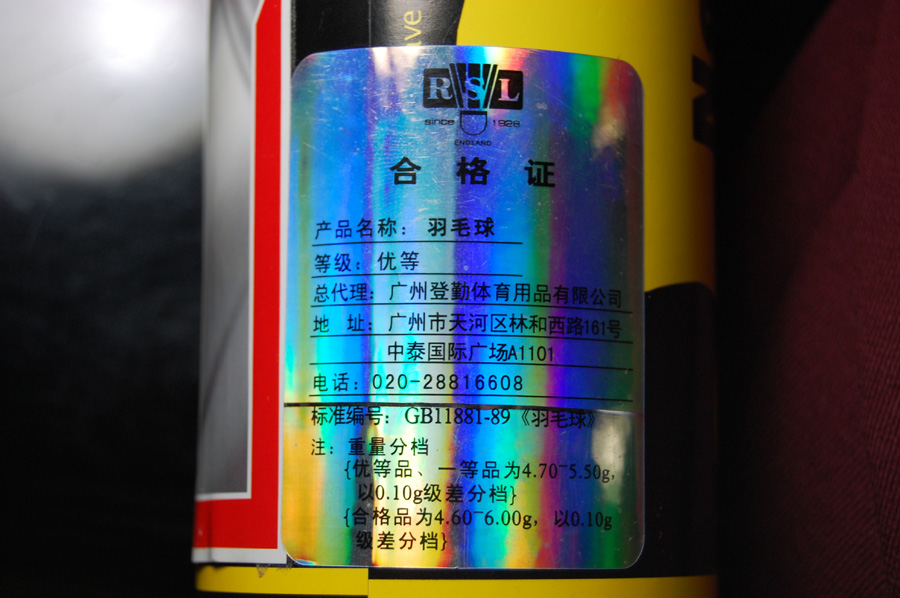 ve
RSL
since 1928
ENGLAND
合格证
产品名称：羽毛球
等级：优等
总代理：广州登勤体育用品有限公司
地 址：广州市天河区林和西路161号
中泰国际广场A1101
电话：020-28816608
标准编号：GB11881-89《羽毛球》
注：重量分档
{优等品、一等品为4.70~5.50g，
以0.10g级差分档}
{合格品为4.60~6.00g，以0.10g
级差分档}